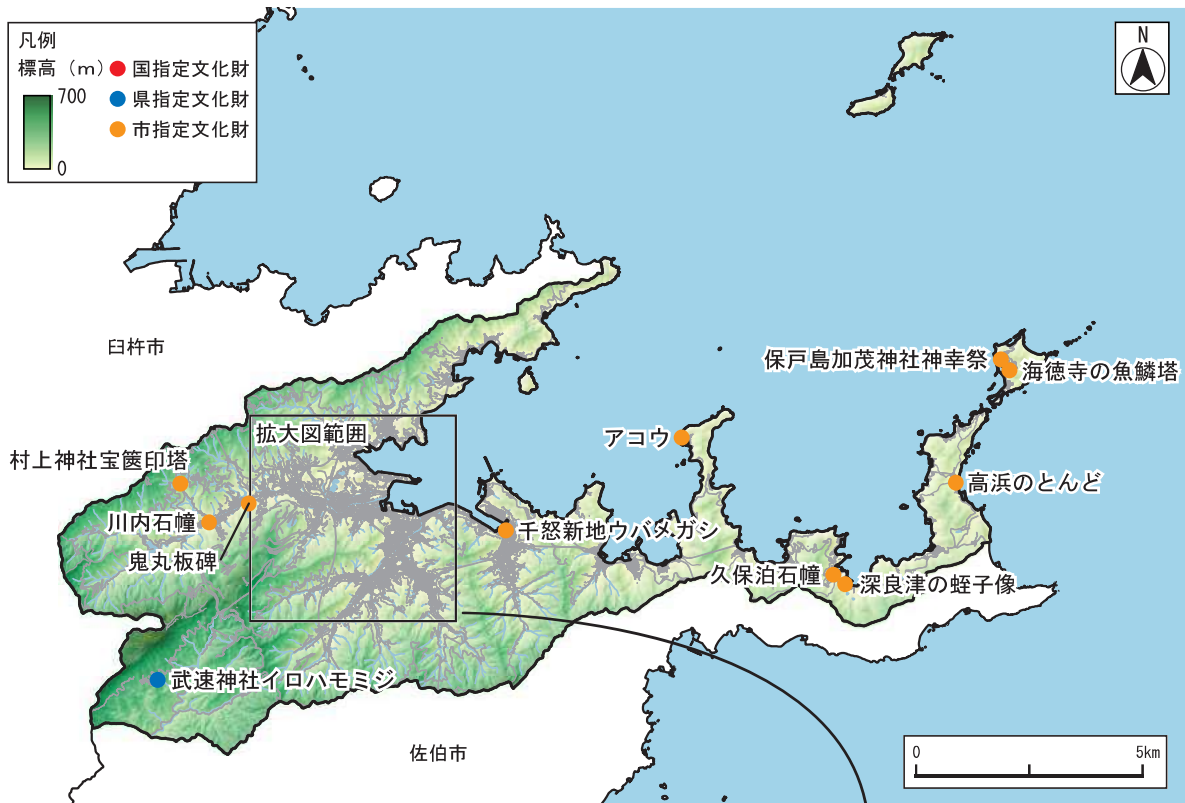 凡例
標高（m）
700
0
国指定文化財
県指定文化財
市指定文化財
N
臼杵市
保戸島加茂神社神幸祭
海徳寺の魚鱗塔
拡大図範囲
アコウ
村上神社宝篋印塔
高浜のとんど
川内石幢
千怒新地ウバメガシ
鬼丸板碑
久保泊石幢
深良津の蛭子像
武速神社イロハモミジ
佐伯市
0
5km